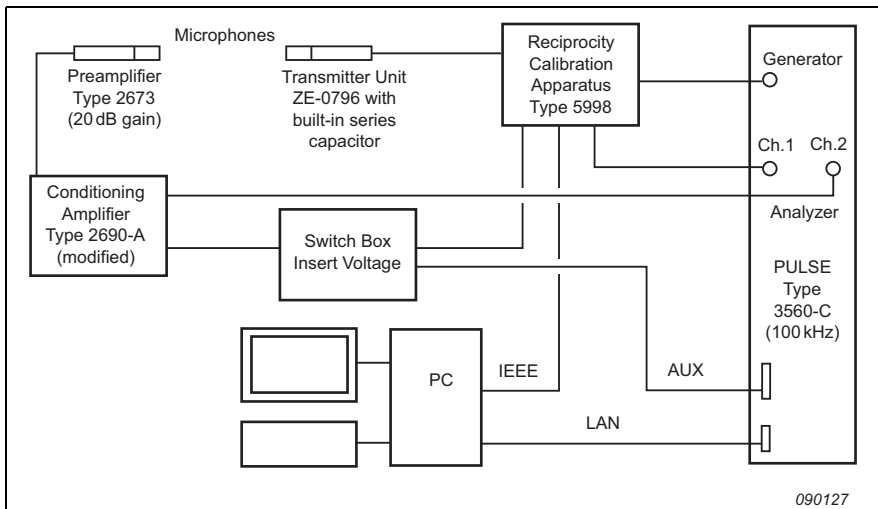 Microphones
Preamplifier
Type 2673
(20 dB gain)
Transmitter Unit
ZE-0796 with
built-in series
capacitor
Reciprocity
Calibration
Apparatus
Type 5998
Generator
Ch.1 Ch.2
Analyzer
Conditioning
Amplifier
Type 2690-A
(modified)
Switch Box
Insert Voltage
PULSE
Type
3560-C
(100 kHz)
PC
IEEE
AUX
LAN
090127